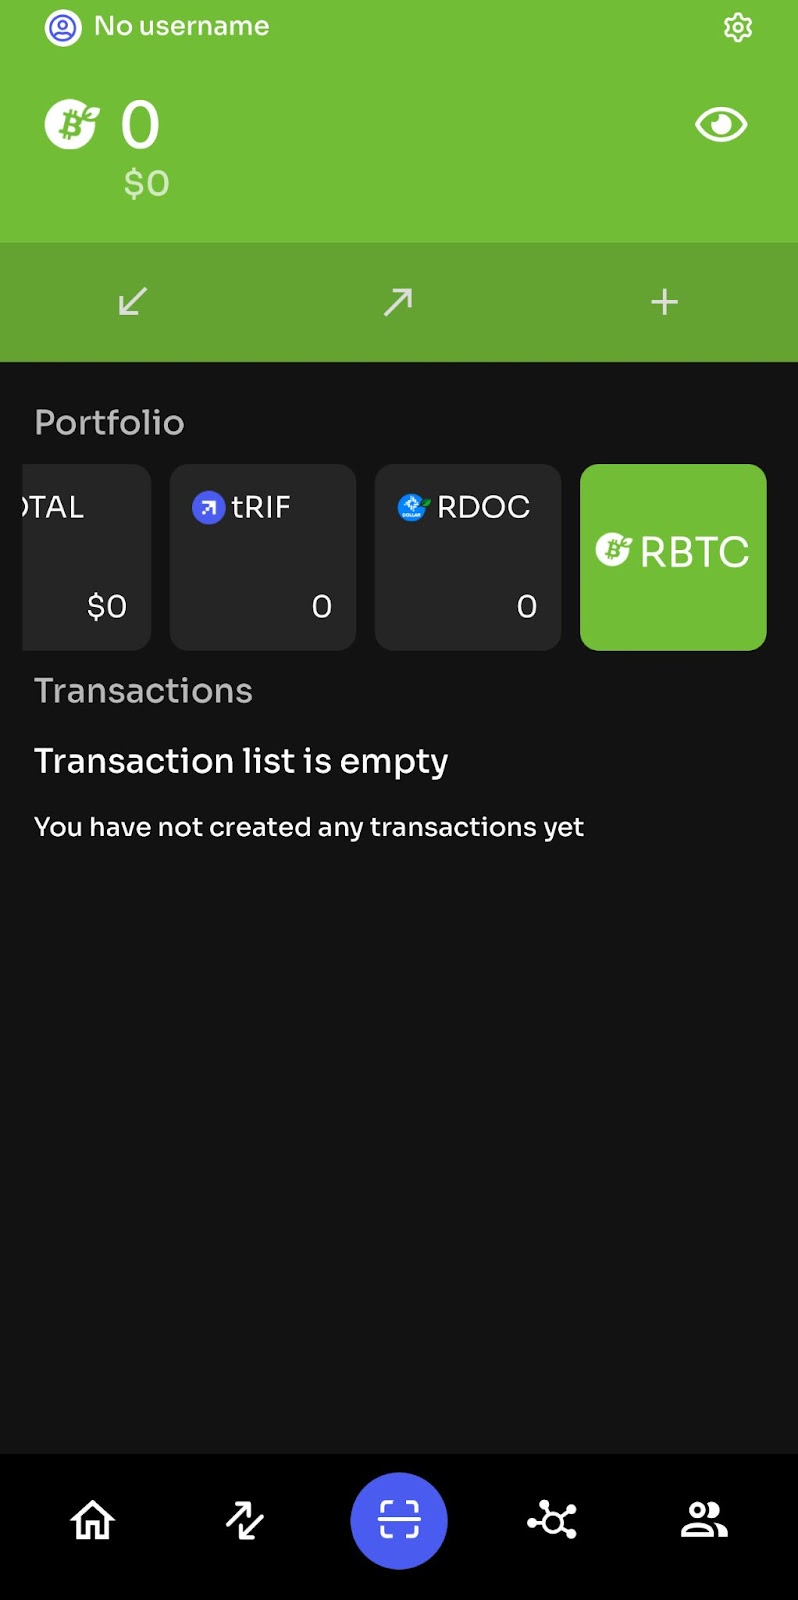 No username
0
$0
Portfolio
OTAL
$0
tRIF
0
RDOC
0
RBTC
Transactions
Transaction list is empty
You have not created any transactions yet